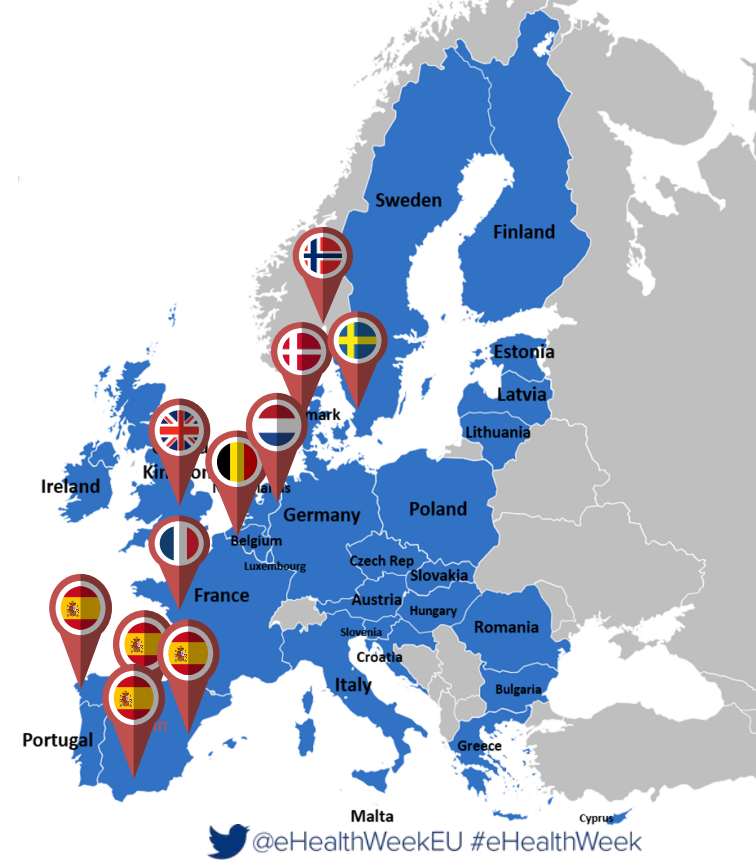 Sweden
Finland
Estonia
Latvia
mark
Lithuania
Ireland
Germany
Poland
Belgium
Luxembourg
Czech Rep
Slovakia
France
Austria
Hungary
Romania
Slovenia
Croatia
Italy
Bulgaria
Portugal
Greece
Malta
Cyprus
@eHealthWeekEU #eHealthWeek